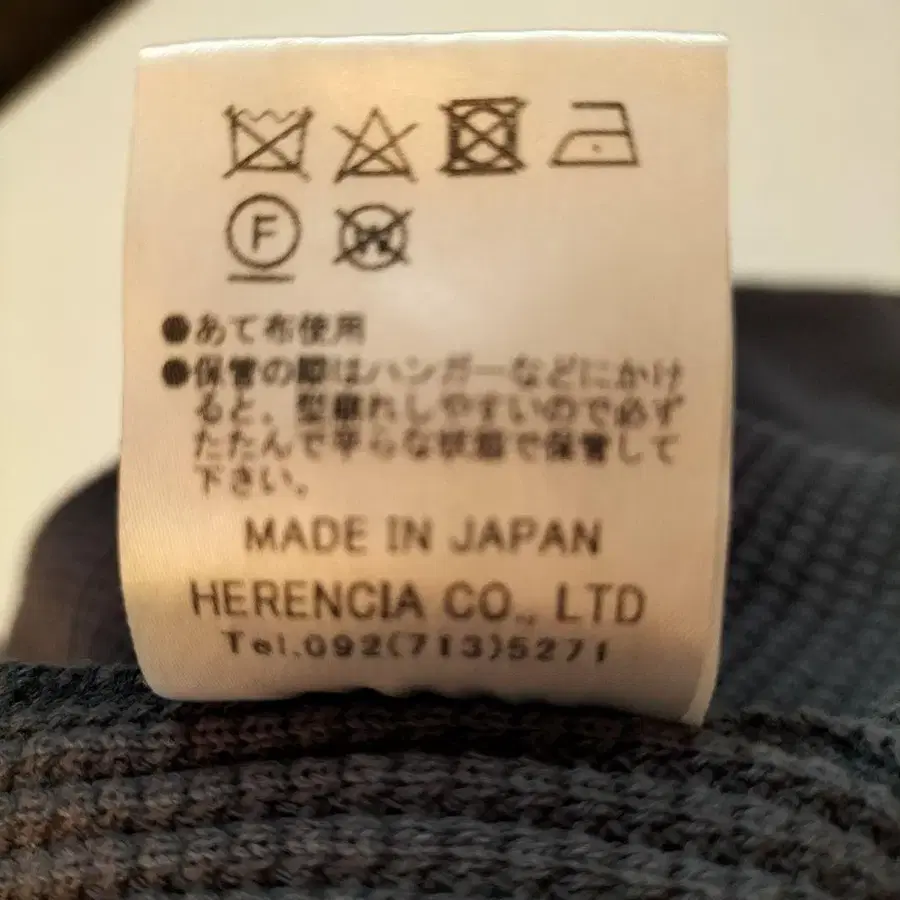 F
W
●あて布使用
●保管の際はハンガーなどにかけ
ると、型崩れしやすいので必ず
たたんで平らな状態で保管して
下さい。
MADE IN JAPAN
HERENCIA CO., LTD
Tel.092(713)5271